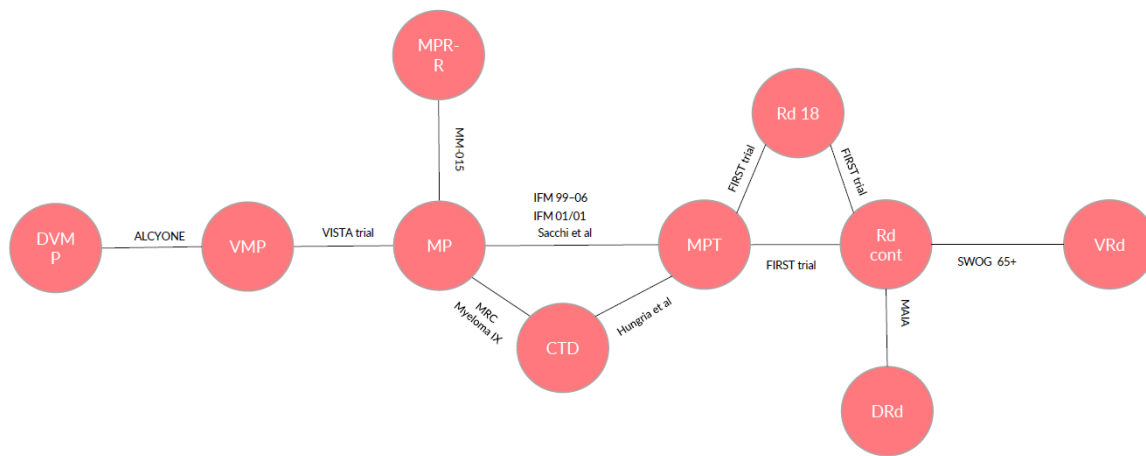 MPR-
R
Rd 18
MM-015
FIRST trial
FIRST trial
IFM 99–06
IFM 01/01
Sacchi et al
DVM
P
ALCYONE
VMP
VISTA trial
MP
MPT
FIRST trial
Rd
cont
SWOG 65+
VRd
MRC
Myeloma IX
CTD
Hungria et al
MAIA
DRd